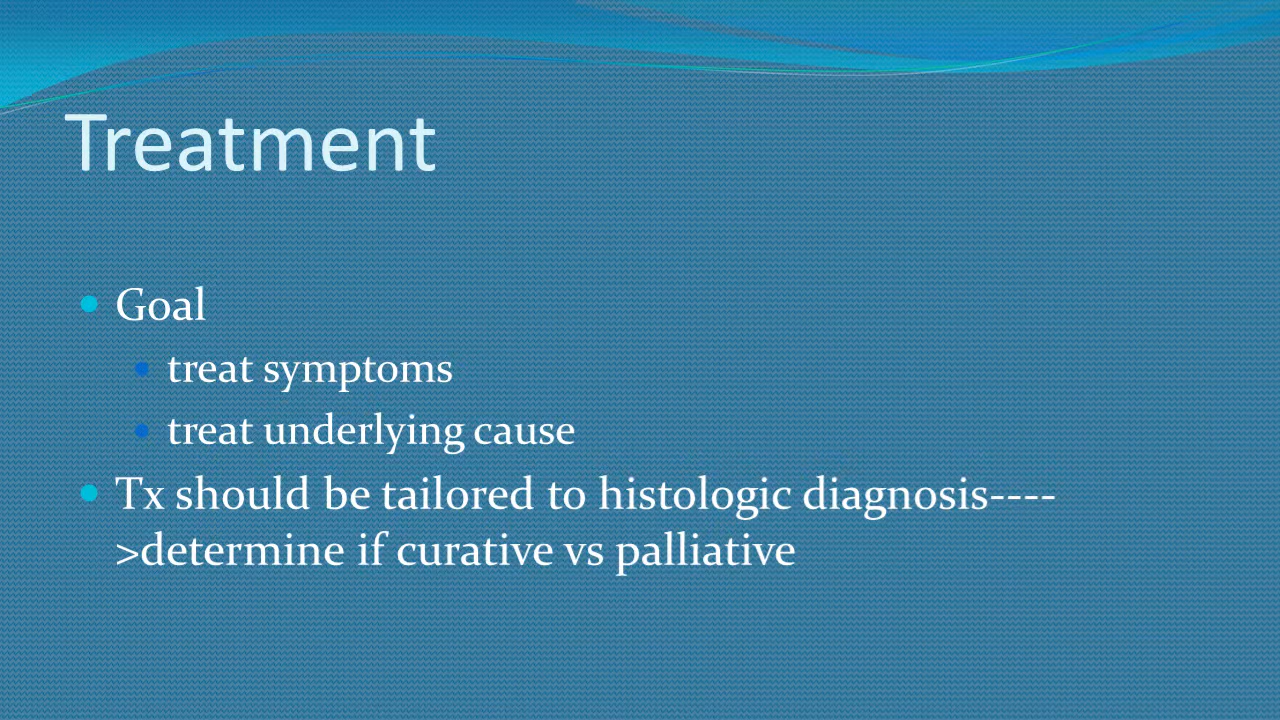 Treatment
Goal
treat symptoms
treat underlying cause
Tx should be tailored to histologic diagnosis----
>determine if curative vs palliative